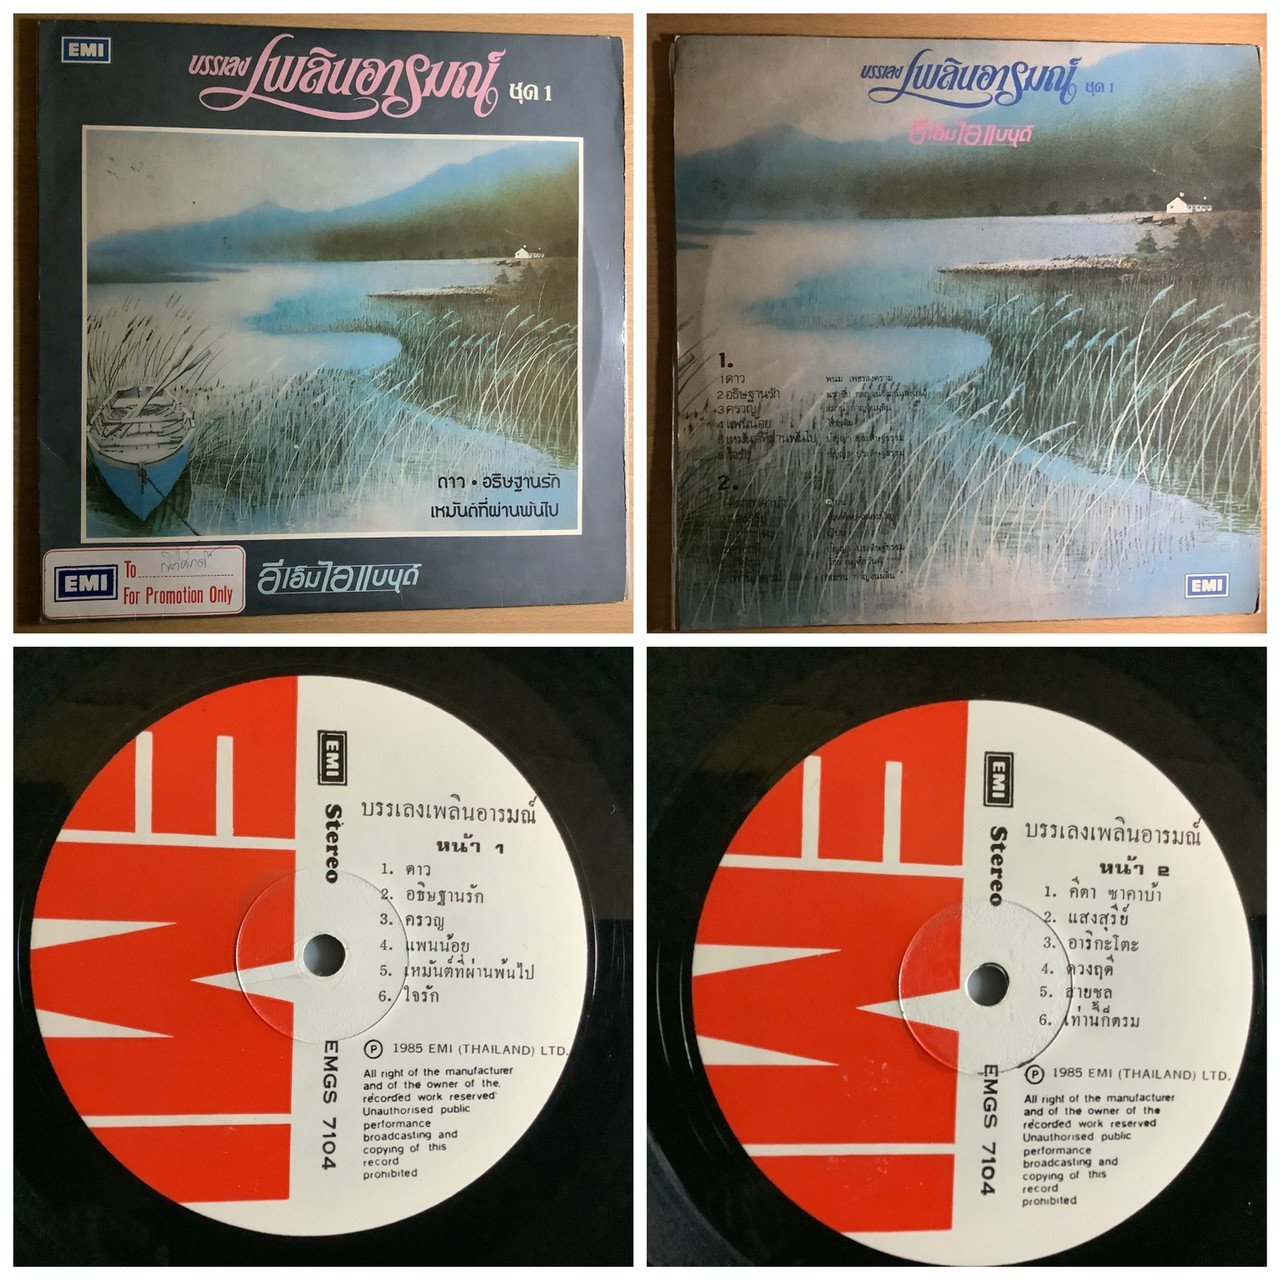 EMI
บรรเลง เพลินอารมณ์ ชุด 1
ดาว • อธิษฐานรัก
เหมันต์ที่ผ่านพ้นไป
EMI To
For Promotion Only
อีเอ็มไอแบนด์
บรรเลง เพลินอารมณ์ ชุด 1
อีเอ็มไอแบนด์
1.
1 ดาว
2 อธิษฐานรัก
3 ครวญ
4 แพนน้อย
5 เหมันต์ที่ผ่านพ้นไป
6 ใจรัก
2.
EMI
EMI
Stereo
บรรเลงเพลินอารมณ์
หน้า 1
1. ดาว
2. อธิษฐานรัก
3. ครวญ
4. แพนน้อย
5. เหมันต์ที่ผ่านพ้นไป
6. ใจรัก
℗ 1985 EMI (THAILAND) LTD.
All right of the manufacturer
and of the owner of the
recorded work reserved
Unauthorised public
performance
broadcasting and
copying of this
record
prohibited
EMGS 7104
EMI
Stereo
บรรเลงเพลินอารมณ์
หน้า 2
1. คีตา ซาคาบ้า
2. แสงสุรีย์
3. อาริกะโตะ
4. ดวงฤดี
5. สายชล
6. เท่านี้ก็ตรม
℗ 1985 EMI (THAILAND) LTD.
All right of the manufacturer
and of the owner of the
recorded work reserved
Unauthorised public
performance
broadcasting and
copying of this
record
prohibited
EMGS 7104